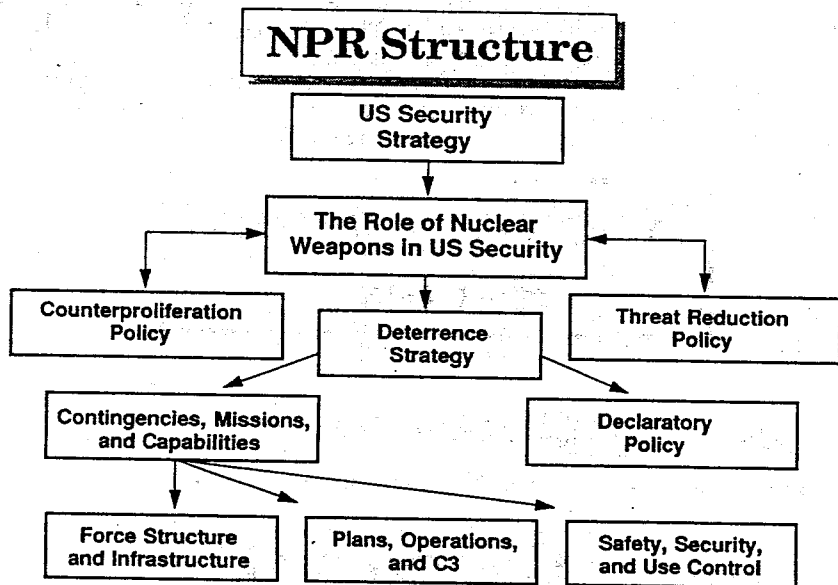 NPR Structure
US Security
Strategy
The Role of Nuclear
Weapons in US Security
Counterproliferation
Policy
Deterrence
Strategy
Threat Reduction
Policy
Contingencies, Missions,
and Capabilities
Declaratory
Policy
Force Structure
and Infrastructure
Plans, Operations,
and C3
Safety, Security,
and Use Control